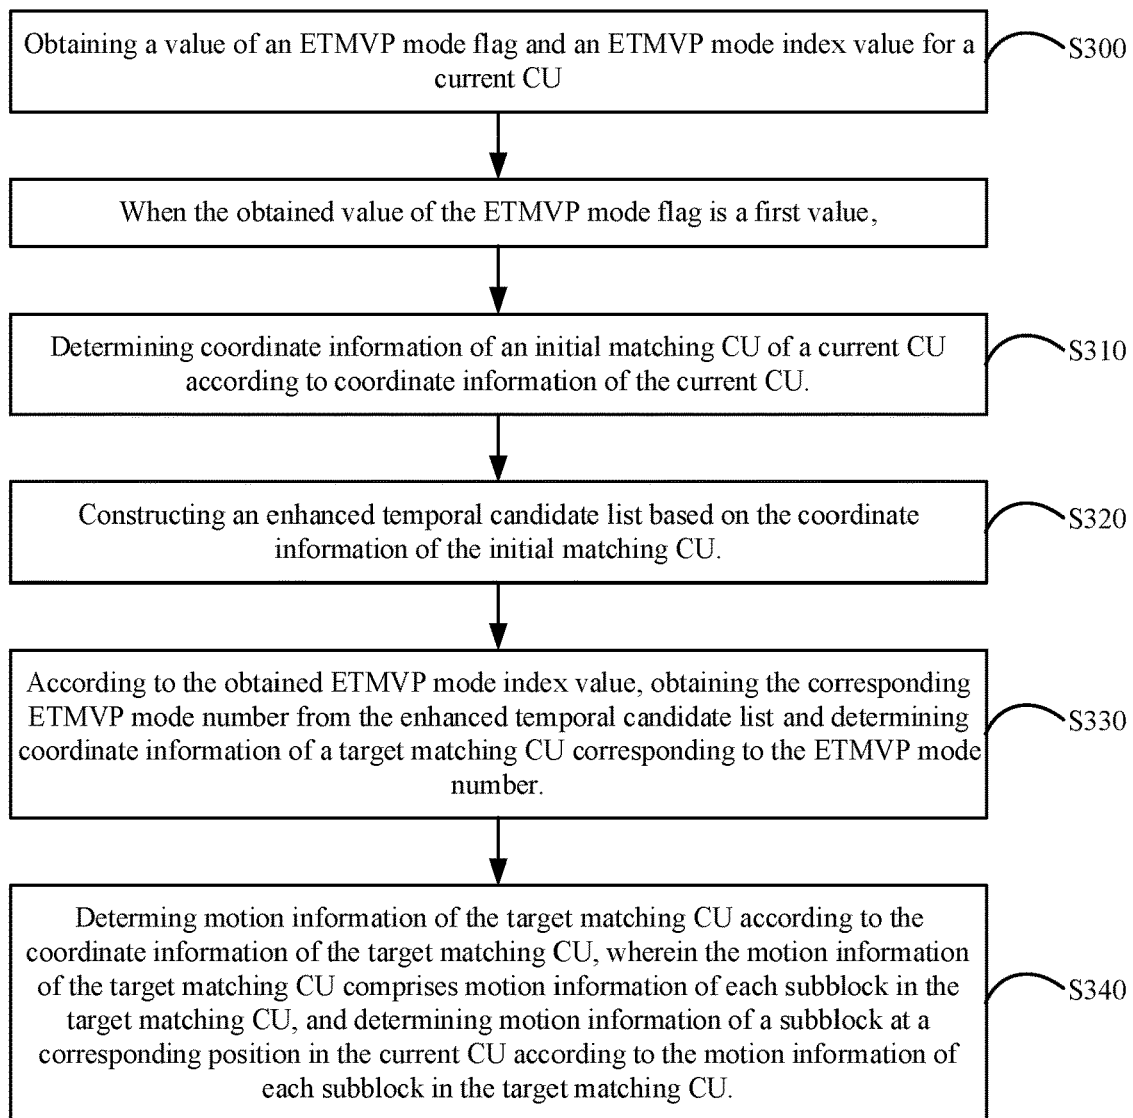 Obtaining a value of an ETMVP mode flag and an ETMVP mode index value for a
current CU
S300
When the obtained value of the ETMVP mode flag is a first value,
Determining coordinate information of an initial matching CU of a current CU
according to coordinate information of the current CU.
S310
Constructing an enhanced temporal candidate list based on the coordinate
information of the initial matching CU.
S320
According to the obtained ETMVP mode index value, obtaining the corresponding
ETMVP mode number from the enhanced temporal candidate list and determining
coordinate information of a target matching CU corresponding to the ETMVP mode
number.
S330
Determing motion information of the target matching CU according to the
coordinate information of the target matching CU, wherein the motion information
of the target matching CU comprises motion information of each subblock in the
target matching CU, and determining motion information of a subblock at a
corresponding position in the current CU according to the motion information of
each subblock in the target matching CU.
S340